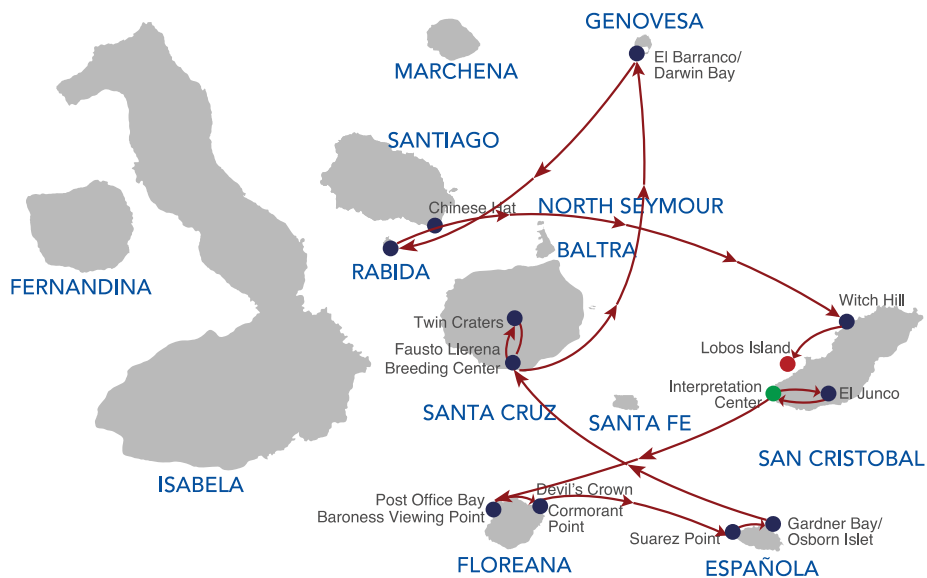 GENOVESA
El Barranco/
Darwin Bay
MARCHENA
SANTIAGO
Chinese Hat
NORTH SEYMOUR
BALTRA
RABIDA
FERNANDINA
Witch Hill
Twin Craters
Lobos Island
Fausto Llerena
Breeding Center
Interpretation
Center
El Junco
SANTA CRUZ
SANTA FE
SAN CRISTOBAL
ISABELA
Post Office Bay
Baroness Viewing Point
Devil's Crown
Cormorant
Point
Suarez Point
Gardner Bay/
Osborn Islet
FLOREANA
ESPAÑOLA